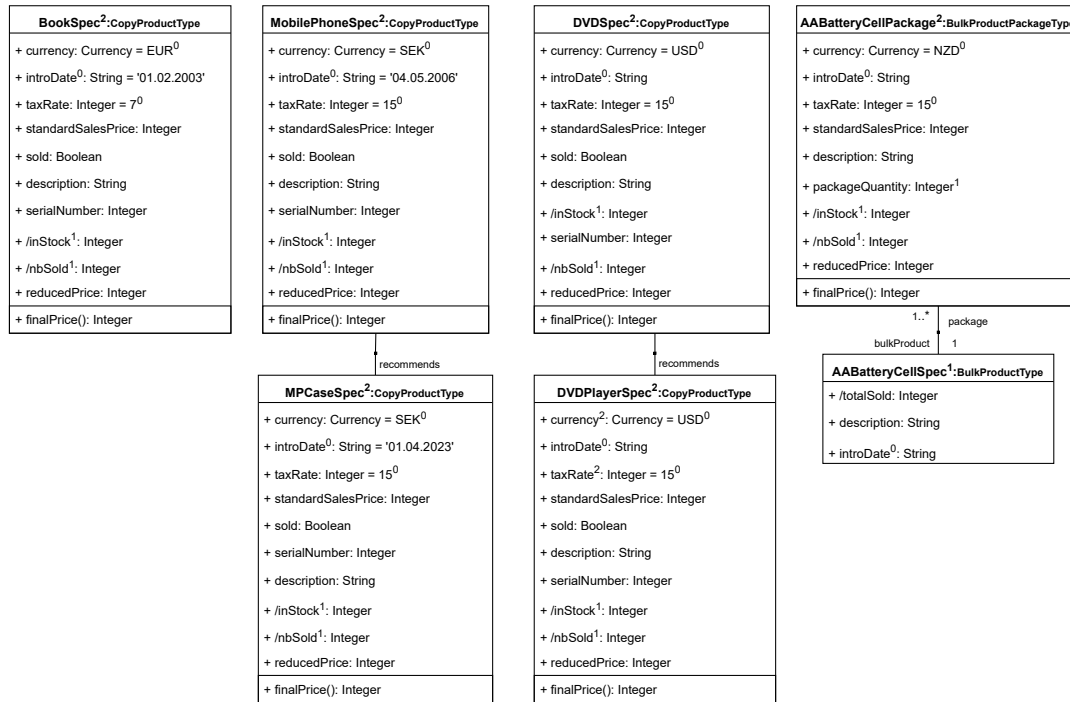 BookSpec²:CopyProductType
+ currency: Currency = EUR⁰
+ introDate⁰: String = '01.02.2003'
+ taxRate: Integer = 7⁰
+ standardSalesPrice: Integer
+ sold: Boolean
+ description: String
+ serialNumber: Integer
+ /inStock¹: Integer
+ /nbSold¹: Integer
+ reducedPrice: Integer
+ finalPrice(): Integer
MobilePhoneSpec²:CopyProductType
+ currency: Currency = SEK⁰
+ introDate⁰: String = '04.05.2006'
+ taxRate: Integer = 15⁰
+ standardSalesPrice: Integer
+ sold: Boolean
+ description: String
+ serialNumber: Integer
+ /inStock¹: Integer
+ /nbSold¹: Integer
+ reducedPrice: Integer
+ finalPrice(): Integer
recommends
MPCaseSpec²:CopyProductType
+ currency: Currency = SEK⁰
+ introDate⁰: String = '01.04.2023'
+ taxRate: Integer = 15⁰
+ standardSalesPrice: Integer
+ sold: Boolean
+ serialNumber: Integer
+ description: String
+ /inStock¹: Integer
+ /nbSold¹: Integer
+ reducedPrice: Integer
+ finalPrice(): Integer
DVDSpec²:CopyProductType
+ currency: Currency = USD⁰
+ introDate⁰: String
+ taxRate: Integer = 15⁰
+ standardSalesPrice: Integer
+ sold: Boolean
+ description: String
+ /inStock¹: Integer
+ serialNumber: Integer
+ /nbSold¹: Integer
+ reducedPrice: Integer
+ finalPrice(): Integer
recommends
DVDPlayerSpec²:CopyProductType
+ currency²: Currency = USD⁰
+ introDate⁰: String
+ taxRate²: Integer = 15⁰
+ standardSalesPrice: Integer
+ sold: Boolean
+ description: String
+ serialNumber: Integer
+ /inStock¹: Integer
+ /nbSold¹: Integer
+ reducedPrice: Integer
+ finalPrice(): Integer
AABatteryCellPackage²:BulkProductPackageType
+ currency: Currency = NZD⁰
+ introDate⁰: String
+ taxRate: Integer = 15⁰
+ standardSalesPrice: Integer
+ description: String
+ packageQuantity: Integer¹
+ /inStock¹: Integer
+ /nbSold¹: Integer
+ reducedPrice: Integer
+ finalPrice(): Integer
1..*
package
bulkProduct
1
AABatteryCellSpec¹:BulkProductType
+ /totalSold: Integer
+ description: String
+ introDate⁰: String